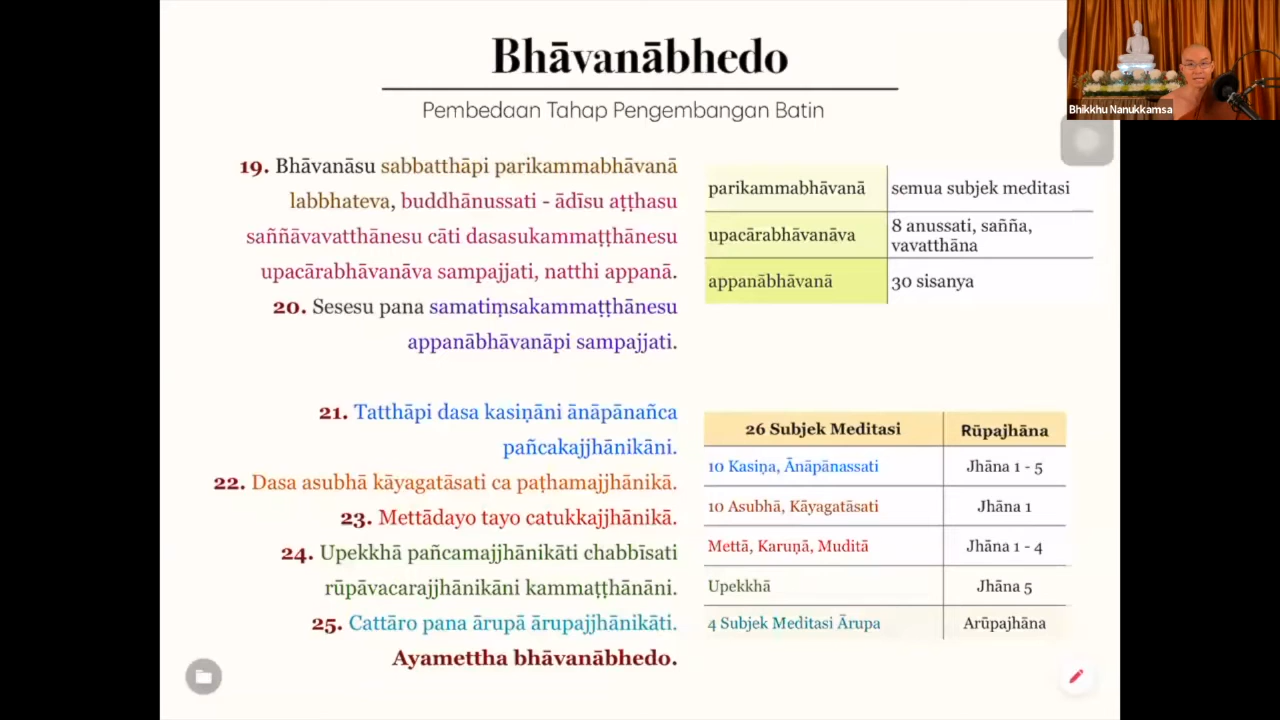 Bhāvanābhedo
Pembedaan Tahap Pengembangan Batin
Bhikkhu Nanukkamsa
19. Bhāvanāsu sabbatthāpi parikammabhāvanā
labbhateva, buddhānussati - ādīsu aṭṭhasu
saññāvavatthānesu cāti dasasukammaṭṭhānesu
upacārabhāvanāva sampajjati, natthi appanā.
20. Sesesu pana samatiṃsakammaṭṭhānesu
appanābhāvanāpi sampajjati.
parikammabhāvanā semua subjek meditasi
upacārabhāvanāva 8 anussati, sañña,
vavatthāna
appanābhāvanā 30 sisanya
21. Tatthāpi dasa kasiṇāni ānāpānañca
pañcakajjhānikāni.
22. Dasa asubhā kāyagatāsati ca paṭhamajjhānikā.
23. Mettādayo tayo catukkajjhānikā.
24. Upekkhā pañcamajjhānikāti chabbīsati
rūpāvacarajjhānikāni kammaṭṭhānāni.
25. Cattāro pana ārupā ārupajjhānikāti.
Ayamettha bhāvanābhedo.
26 Subjek Meditasi Rūpajhāna
10 Kasiṇa, Ānāpānassati Jhāna 1 - 5
10 Asubhā, Kāyagatāsati Jhāna 1
Mettā, Karuṇā, Muditā Jhāna 1 - 4
Upekkhā Jhāna 5
4 Subjek Meditasi Ārupa Arūpajhāna